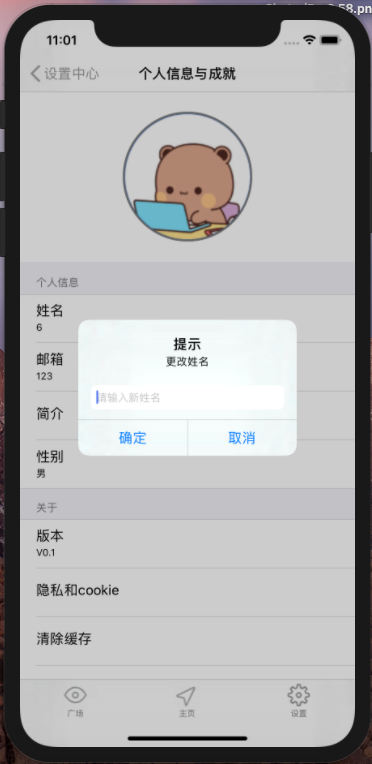 58.pn
11:01
设置中心
个人信息与成就
个人信息
姓名
6
邮箱
123
简介
性别
男
提示
更改姓名
请输入新姓名
确定
取消
关于
版本
V0.1
隐私和cookie
清除缓存
广场
主页
设置